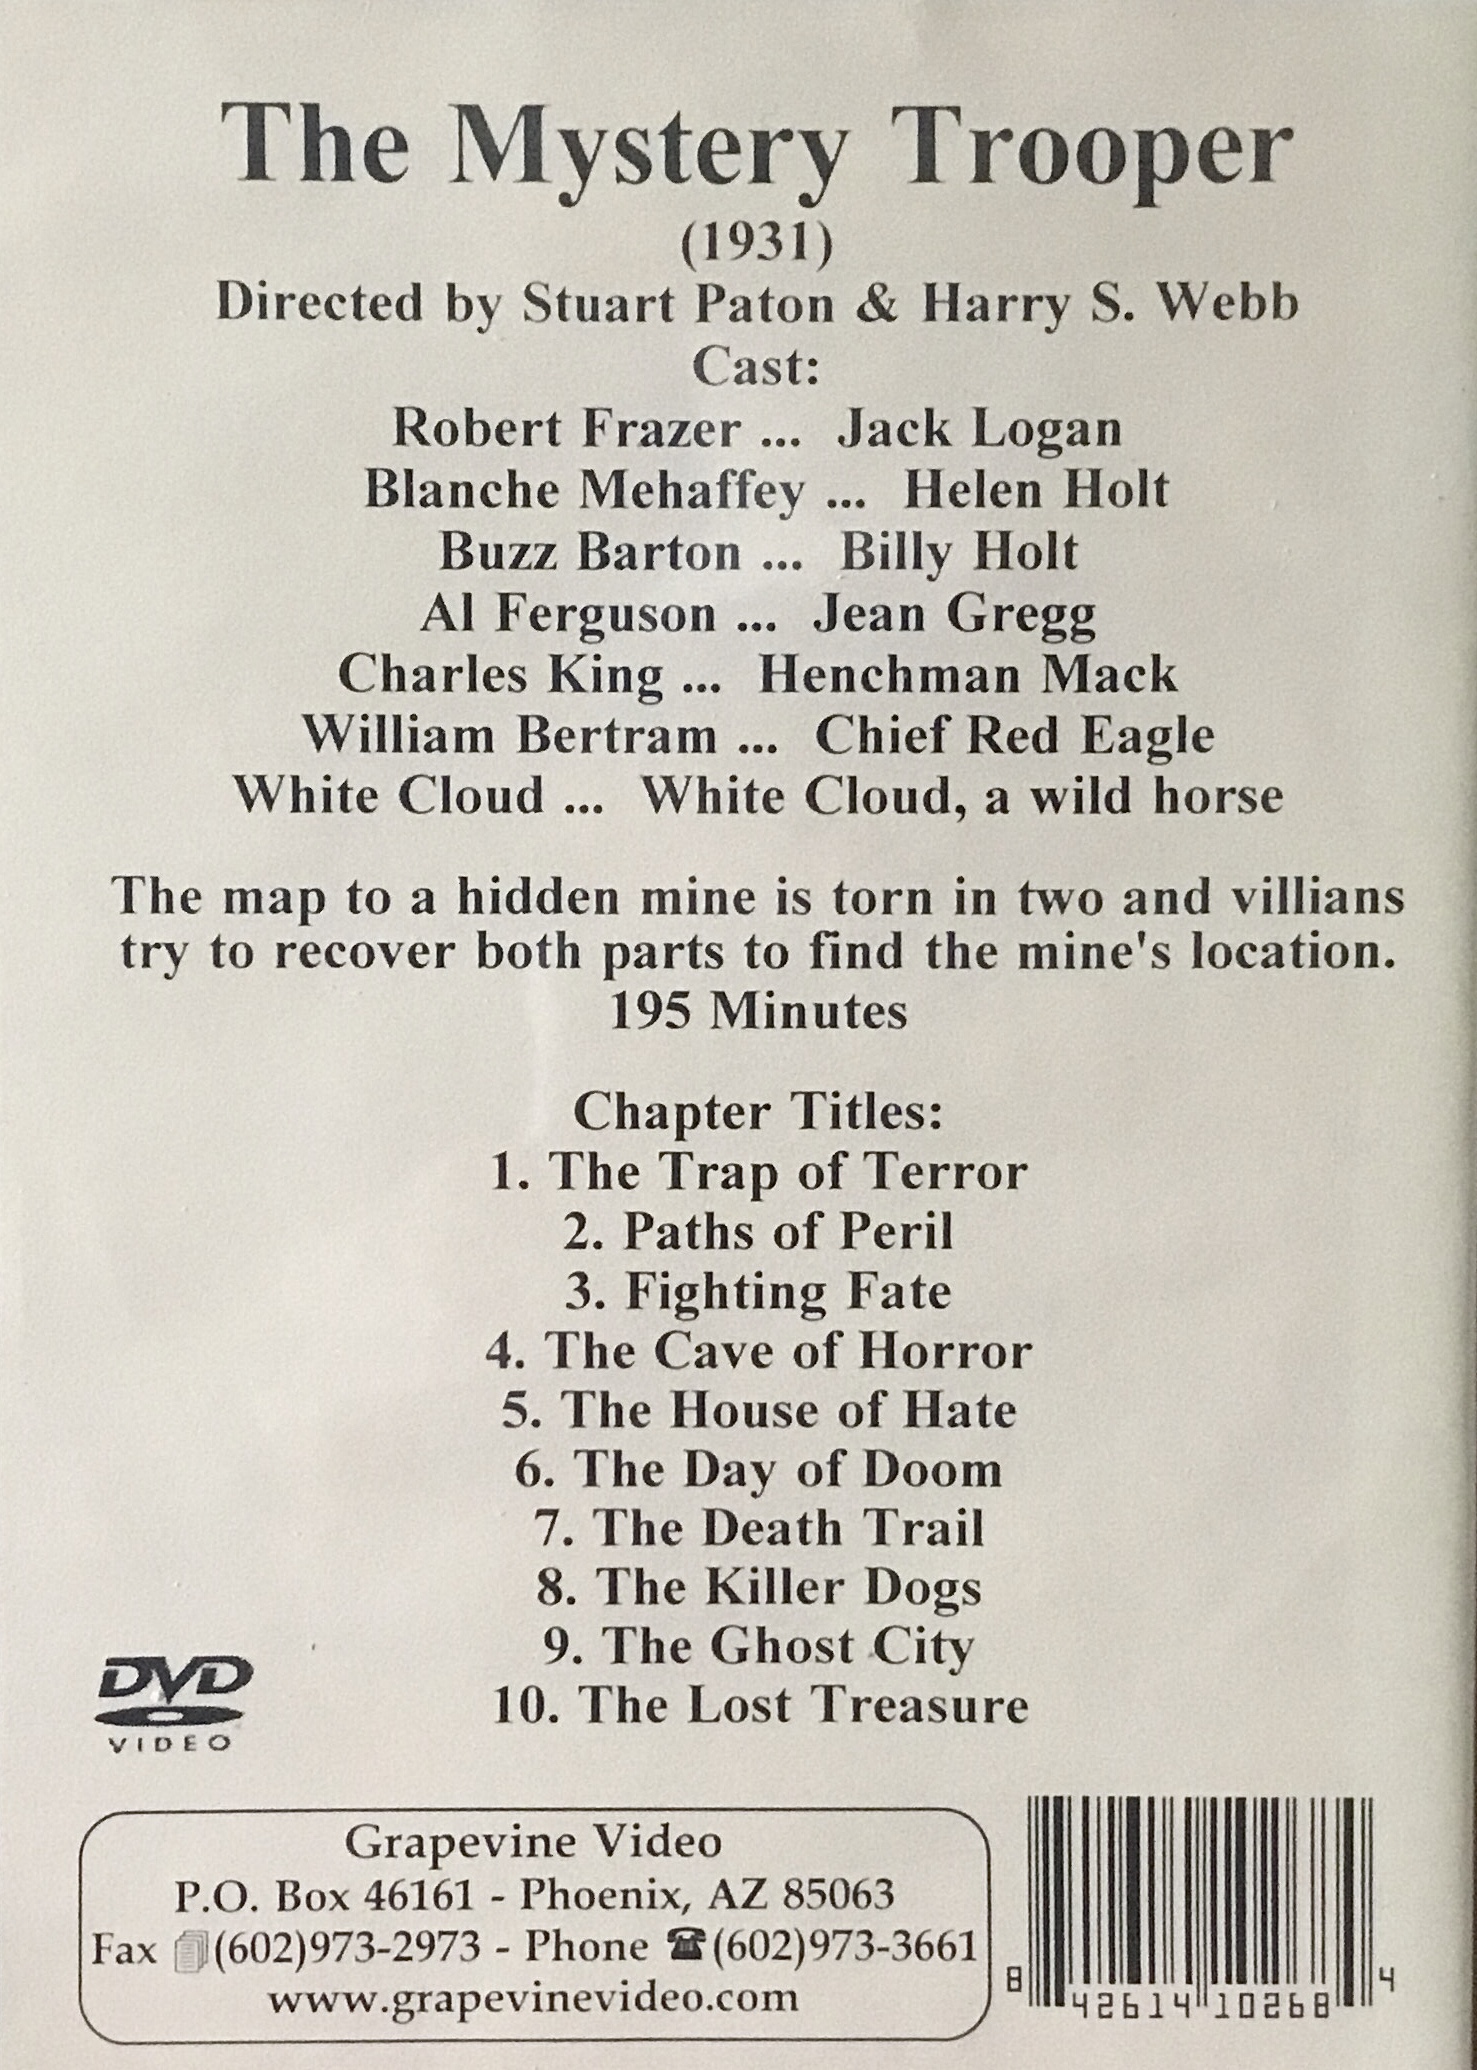 The Mystery Trooper
(1931)
Directed by Stuart Paton & Harry S. Webb
Cast:
Robert Frazer ... Jack Logan
Blanche Mehaffey ... Helen Holt
Buzz Barton ... Billy Holt
Al Ferguson ... Jean Gregg
Charles King ... Henchman Mack
William Bertram ... Chief Red Eagle
White Cloud ... White Cloud, a wild horse
The map to a hidden mine is torn in two and villians
try to recover both parts to find the mine's location.
195 Minutes
Chapter Titles:
1. The Trap of Terror
2. Paths of Peril
3. Fighting Fate
4. The Cave of Horror
5. The House of Hate
6. The Day of Doom
7. The Death Trail
8. The Killer Dogs
9. The Ghost City
10. The Lost Treasure
DVD
VIDEO
Grapevine Video
P.O. Box 46161 - Phoenix, AZ 85063
Fax (602)973-2973 - Phone ☎(602)973-3661
www.grapevinevideo.com
8 42614 10268 4